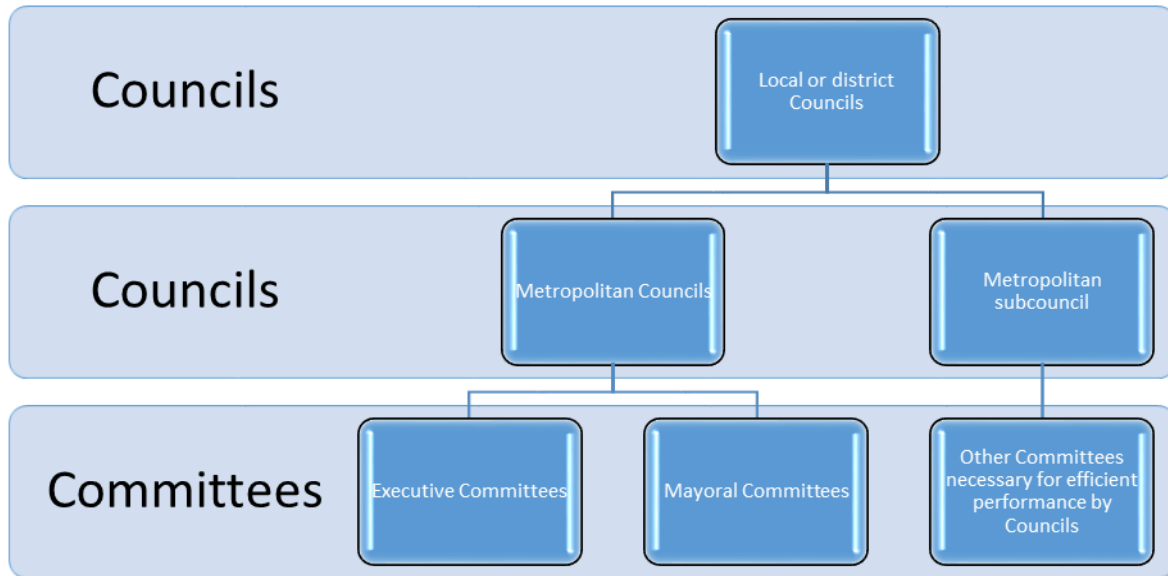 Councils
Local or district
Councils
Councils
Metropolitan Councils
Metropolitan
subcouncil
Committees
Executive Committees
Mayoral Committees
Other Committees
necessary for efficient
performance by
Councils